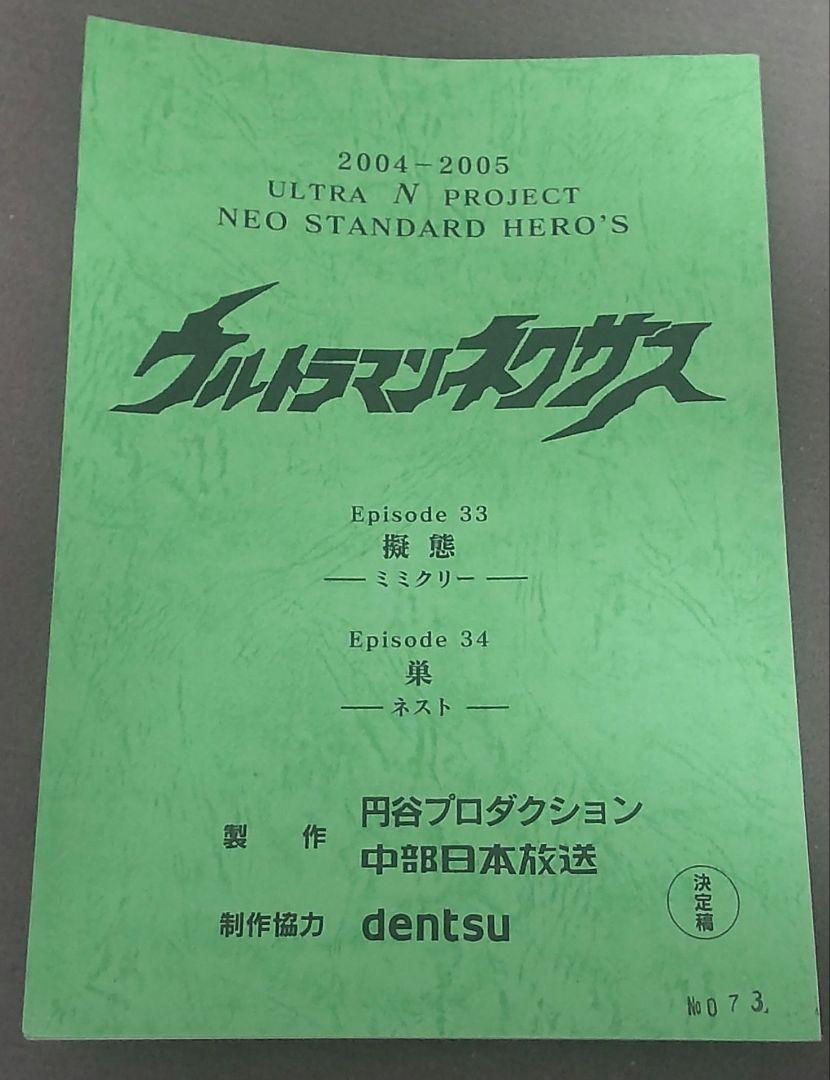 2004－2005
ULTRA N PROJECT
NEO STANDARD HERO'S
ウルトラマンネクサス
Episode 33
擬態
── ミミクリー ──
Episode 34
巣
── ネスト ──
製作 円谷プロダクション
中部日本放送
制作協力 dentsu
決定稿
№073